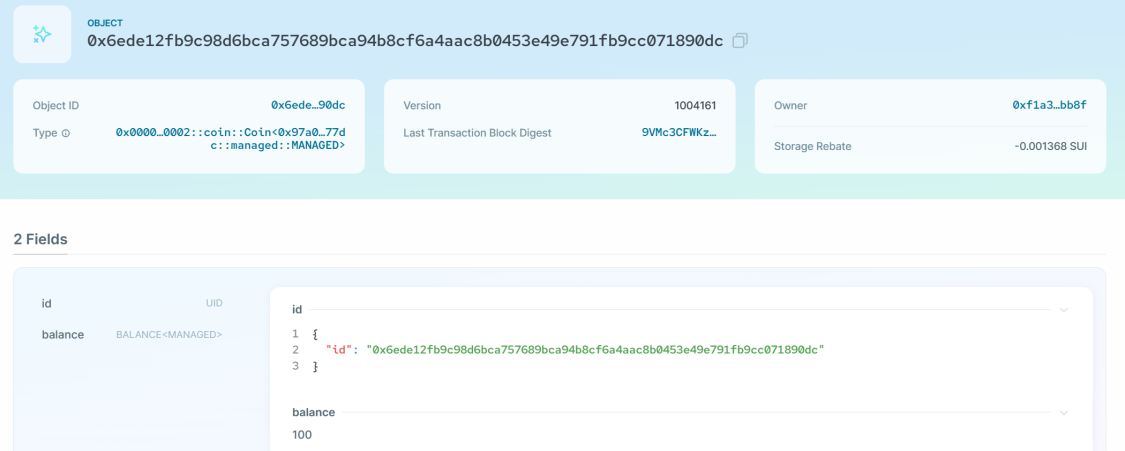 OBJECT
0x6ede12fb9c98d6bca757689bca94b8cf6a4aac8b0453e49e791fb9cc071890dc
Object ID 0x6ede…90dc
Type 0x0000…0002::coin::Coin<0x97a0…77d
c::managed::MANAGED>
Version 1004161
Last Transaction Block Digest 9VMc3CFWKz…
Owner 0xf1a3…bb8f
Storage Rebate -0.001368 SUI
2 Fields
id UID
balance BALANCE<MANAGED>
id
1 {
2 "id": "0x6ede12fb9c98d6bca757689bca94b8cf6a4aac8b0453e49e791fb9cc071890dc"
3 }
balance
100